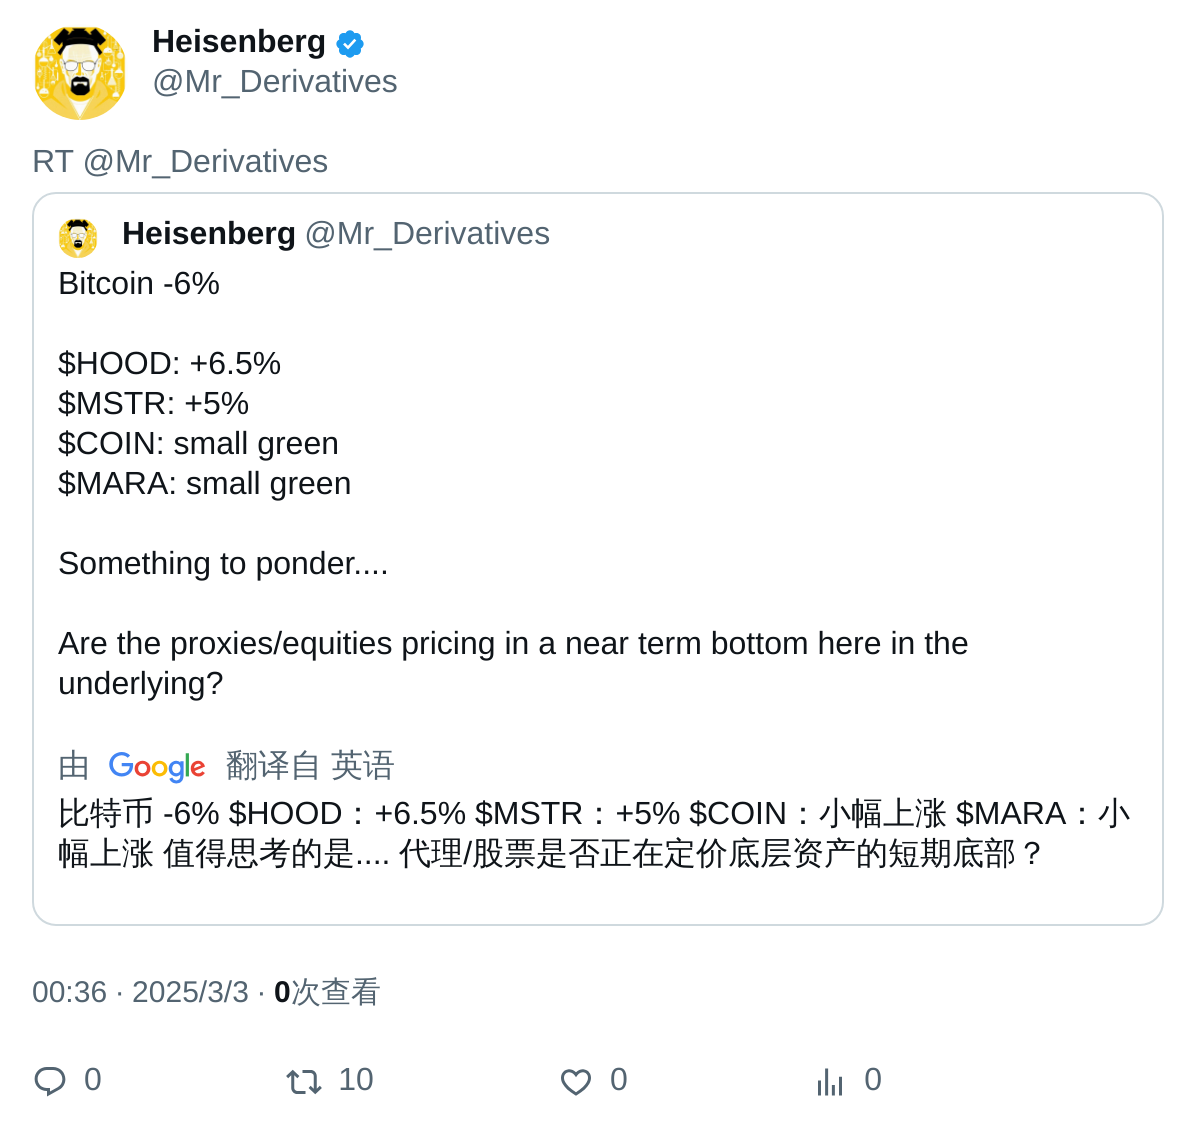 Heisenberg
@Mr_Derivatives
RT @Mr_Derivatives
Heisenberg @Mr_Derivatives
Bitcoin -6%
$HOOD: +6.5%
$MSTR: +5%
$COIN: small green
$MARA: small green
Something to ponder....
Are the proxies/equities pricing in a near term bottom here in the
underlying?
由 Google 翻译自 英语
比特币 -6% $HOOD：+6.5% $MSTR：+5% $COIN：小幅上涨 $MARA：小
幅上涨 值得思考的是.... 代理/股票是否正在定价底层资产的短期底部？
00:36 · 2025/3/3 · 0次查看
0 10 0 0